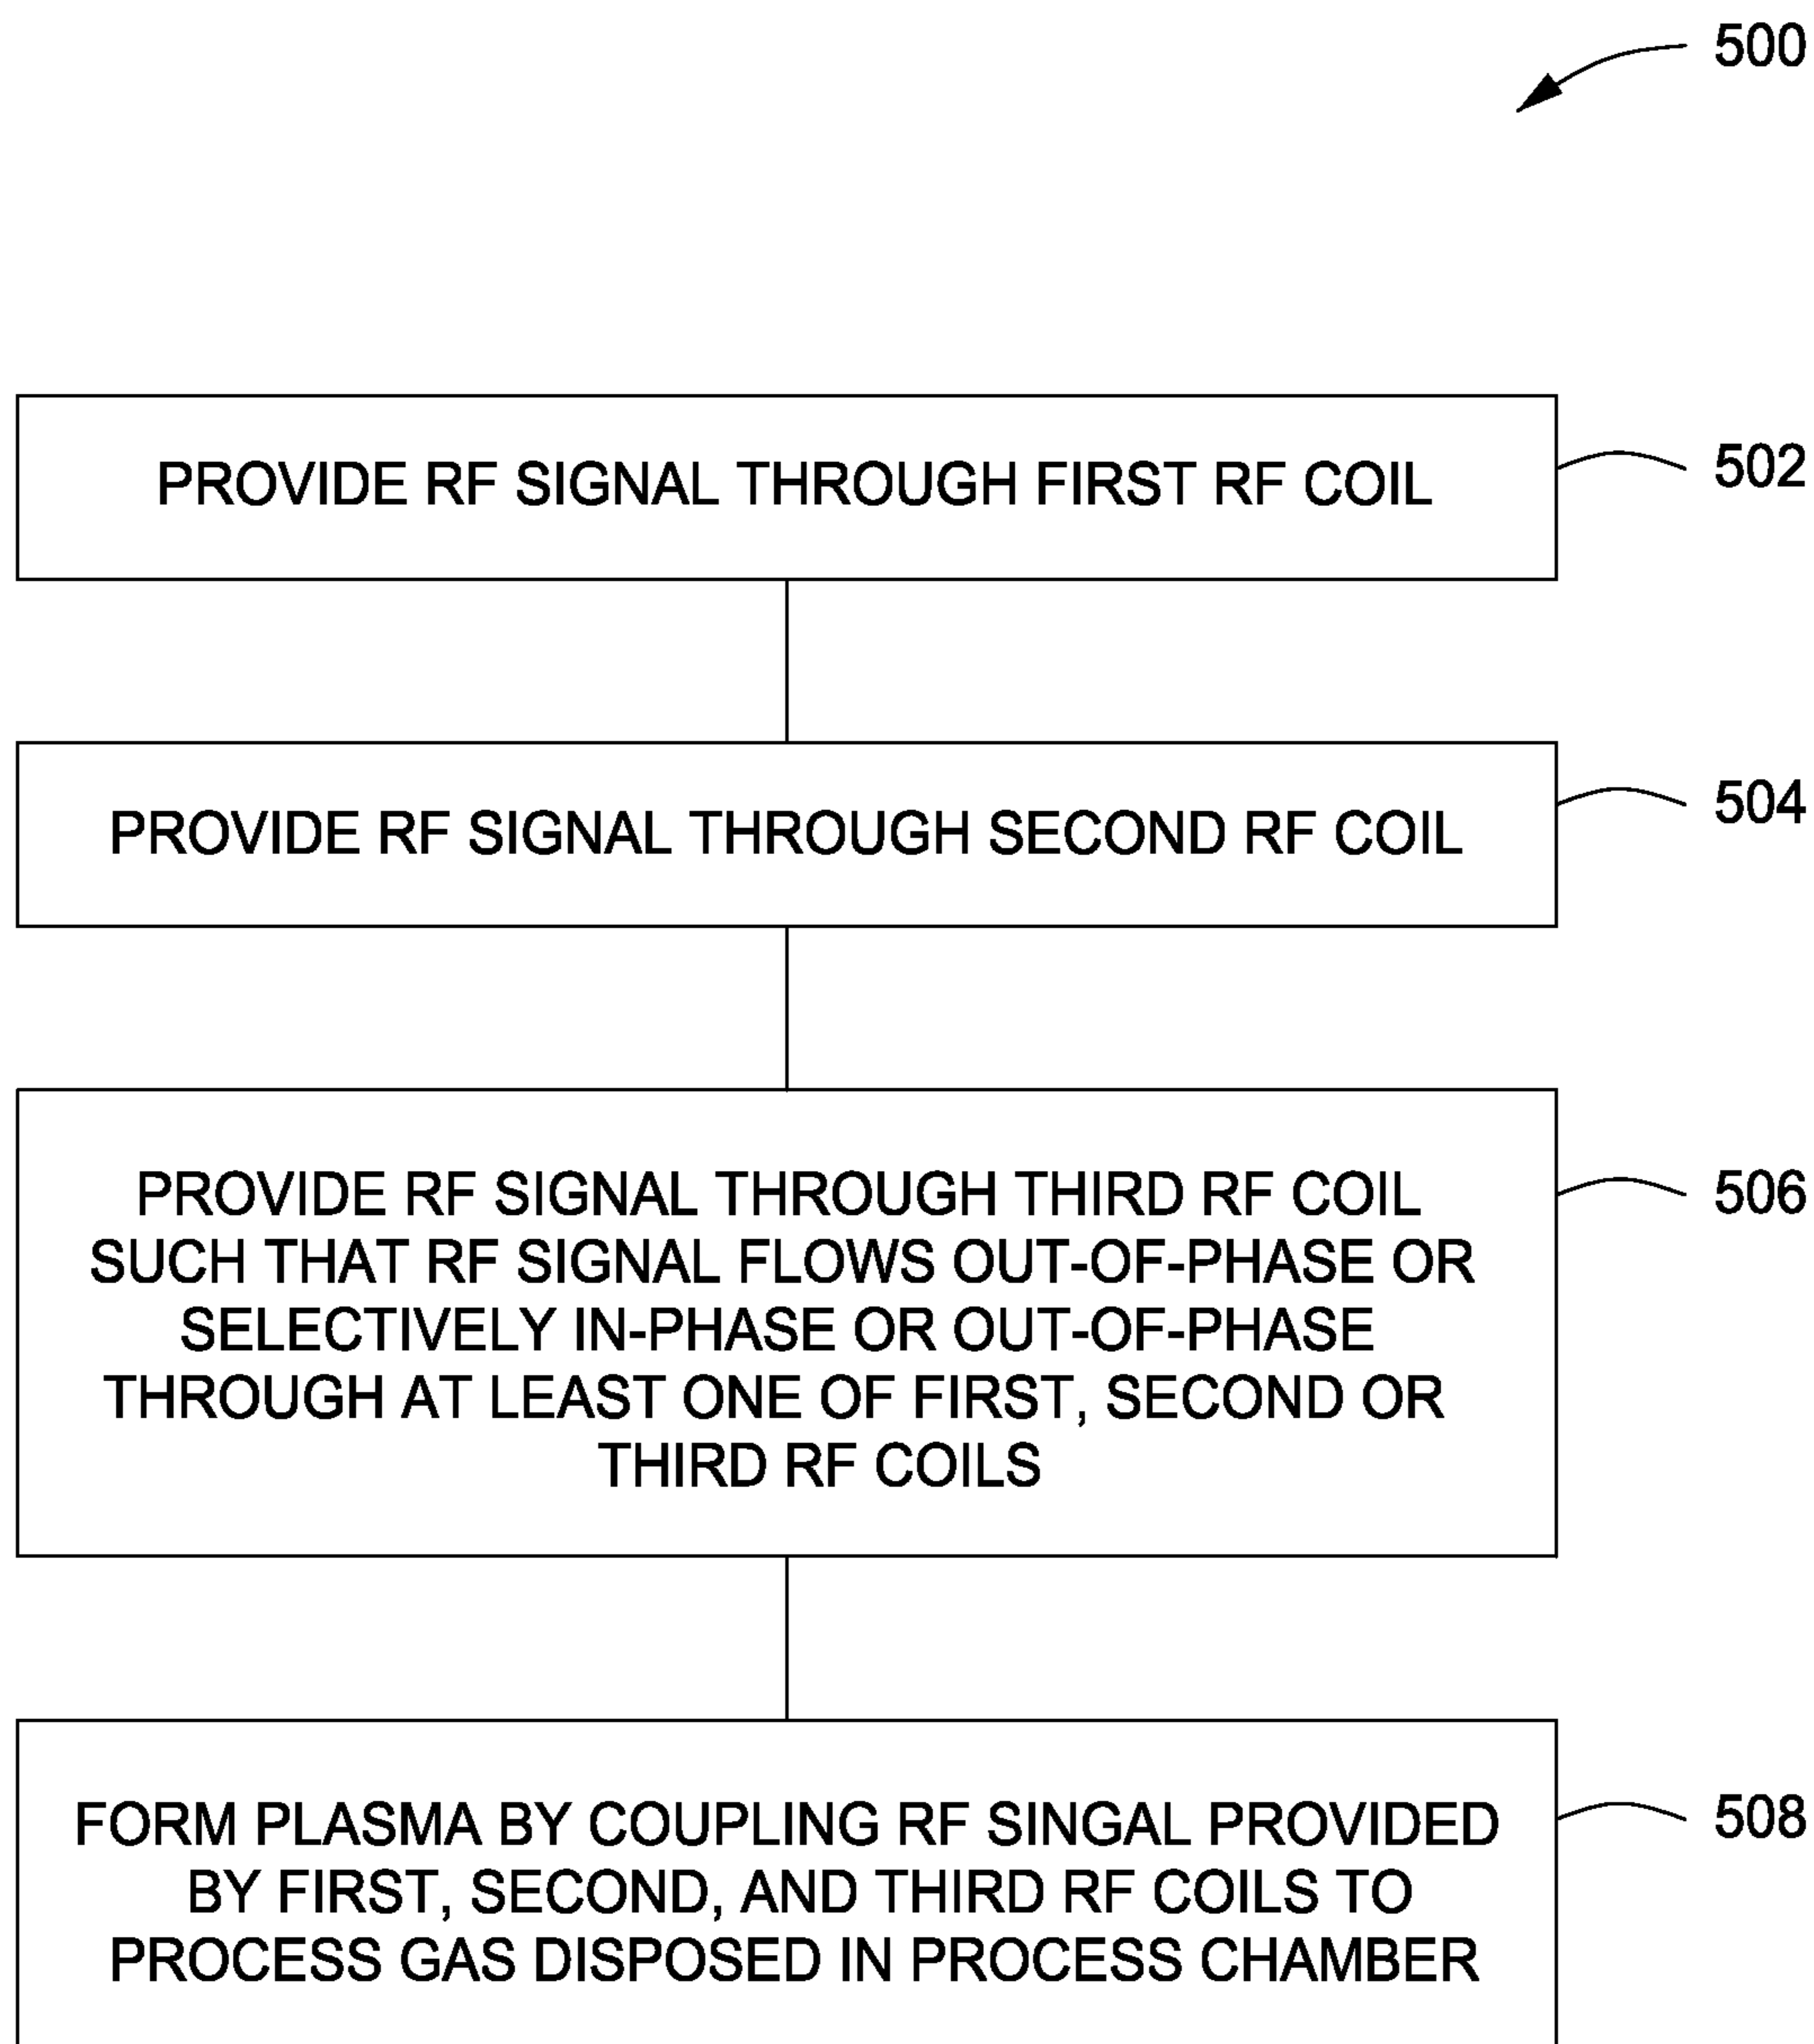 500
PROVIDE RF SIGNAL THROUGH FIRST RF COIL
502
PROVIDE RF SIGNAL THROUGH SECOND RF COIL
504
PROVIDE RF SIGNAL THROUGH THIRD RF COIL
SUCH THAT RF SIGNAL FLOWS OUT-OF-PHASE OR
SELECTIVELY IN-PHASE OR OUT-OF-PHASE
THROUGH AT LEAST ONE OF FIRST, SECOND OR
THIRD RF COILS
506
FORM PLASMA BY COUPLING RF SINGAL PROVIDED
BY FIRST, SECOND, AND THIRD RF COILS TO
PROCESS GAS DISPOSED IN PROCESS CHAMBER
508